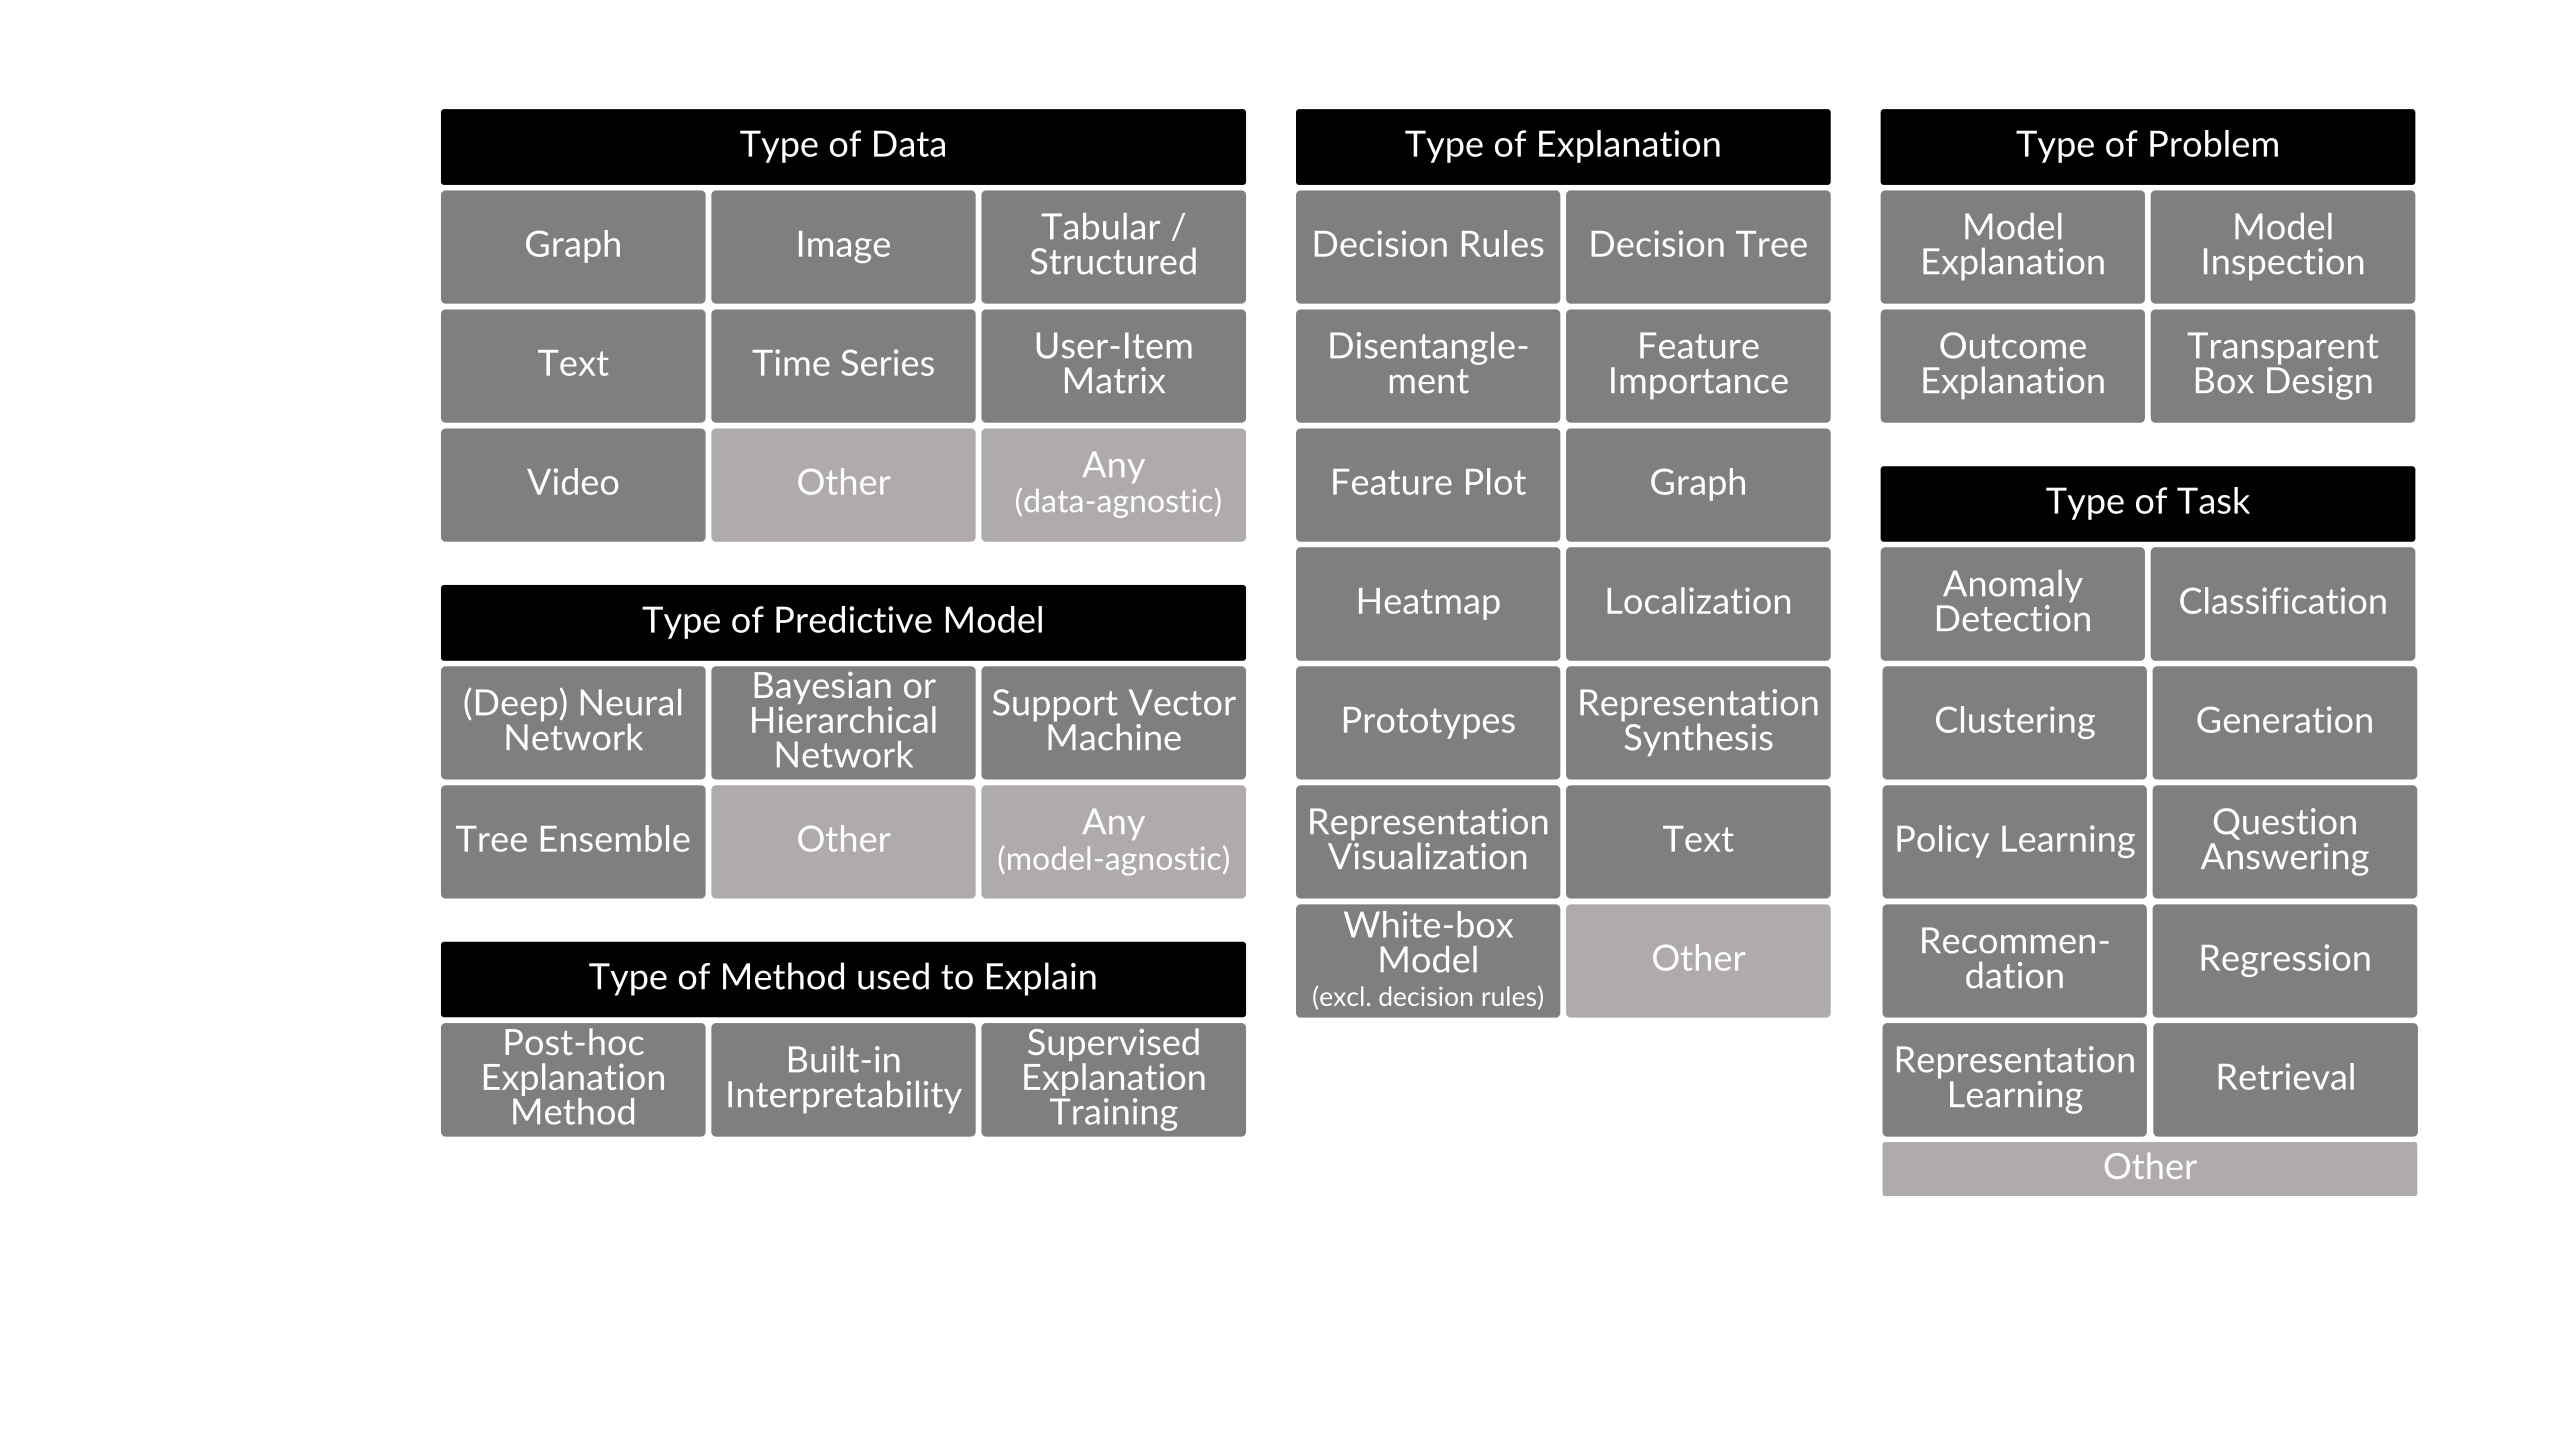 Type of Data
Graph
Image
Tabular /
Structured
Text
Time Series
User-Item
Matrix
Video
Other
Any
(data-agnostic)
Type of Predictive Model
(Deep) Neural
Network
Bayesian or
Hierarchical
Network
Support Vector
Machine
Tree Ensemble
Other
Any
(model-agnostic)
Type of Method used to Explain
Post-hoc
Explanation
Method
Built-in
Interpretability
Supervised
Explanation
Training
Type of Explanation
Decision Rules
Decision Tree
Disentangle-
ment
Feature
Importance
Feature Plot
Graph
Heatmap
Localization
Prototypes
Representation
Synthesis
Representation
Visualization
Text
White-box
Model
(excl. decision rules)
Other
Type of Problem
Model
Explanation
Model
Inspection
Outcome
Explanation
Transparent
Box Design
Type of Task
Anomaly
Detection
Classification
Clustering
Generation
Policy Learning
Question
Answering
Recommen-
dation
Regression
Representation
Learning
Retrieval
Other